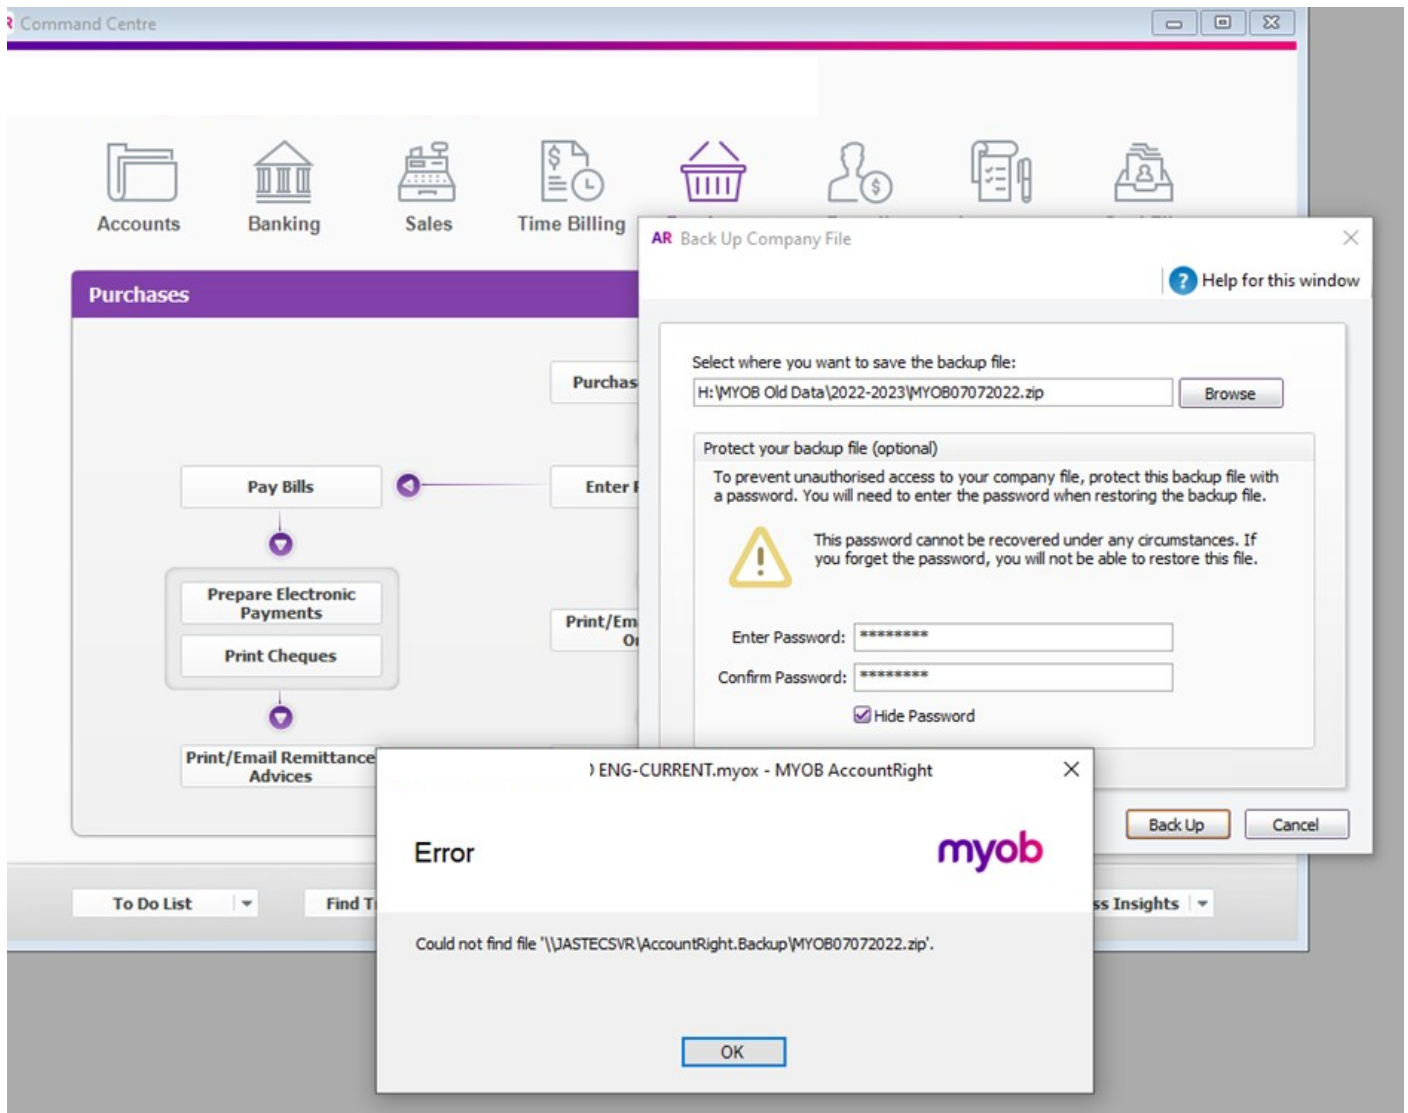 AR Command Centre
Accounts
Banking
Sales
Time Billing
Purchases
Purchas
Pay Bills
Enter
Prepare Electronic
Payments
Print Cheques
Print/Em
Or
Print/Email Remittance
Advices
To Do List
Find T
ss Insights
AR Back Up Company File
? Help for this window
Select where you want to save the backup file:
H:\MYOB Old Data\2022-2023\MYOB07072022.zip
Browse
Protect your backup file (optional)
To prevent unauthorised access to your company file, protect this backup file with
a password. You will need to enter the password when restoring the backup file.
This password cannot be recovered under any circumstances. If
you forget the password, you will not be able to restore this file.
Enter Password: ********
Confirm Password: ********
Hide Password
Back Up
Cancel
ENG-CURRENT.myox - MYOB AccountRight
Error
myob
Could not find file '\\JASTECSVR\AccountRight.Backup\MYOB07072022.zip'.
OK